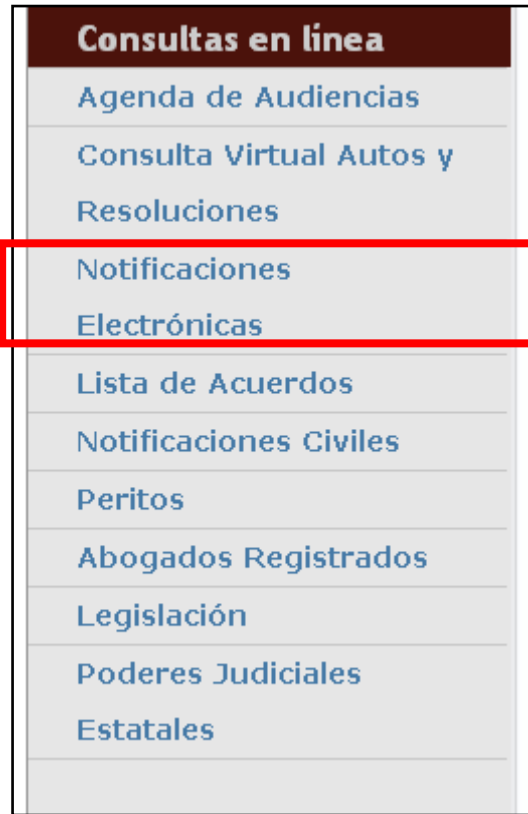 Consultas en línea
Agenda de Audiencias
Consulta Virtual Autos y
Resoluciones
Notificaciones
Electrónicas
Lista de Acuerdos
Notificaciones Civiles
Peritos
Abogados Registrados
Legislación
Poderes Judiciales
Estatales